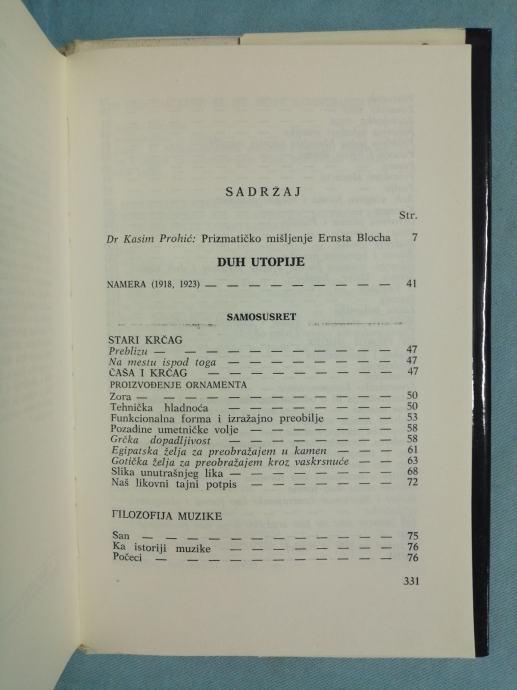 SADRŽAJ
Str.
Dr Kasim Prohić: Prizmatičko mišljenje Ernsta Blocha 7
DUH UTOPIJE
NAMERA (1918, 1923) — — — — — — — — — — 41
SAMOSUSRET
STARI KRČAG
Preblizu — — — — — — — — — — — 47
Na mestu ispod toga — — — — — — — — — 47
ČAŠA I KRČAG — — — — — — — — — 47
PROIZVOĐENJE ORNAMENTA
Zora — — — — — — — — — — — — 50
Tehnička hladnoća — — — — — — — — — 50
Funkcionalna forma i izražajno preobilje — — — — 53
Pozadine umetničke volje — — — — — — — 58
Grčka dopadljivost — — — — — — — — — 58
Egipatska želja za preobražajem u kamen — — — — 61
Gotička želja za preobražajem kroz vaskrsnuće — — — 63
Slika unutrašnjeg lika — — — — — — — — 68
Naš likovni tajni potpis — — — — — — — — 72
FILOZOFIJA MUZIKE
San — — — — — — — — — — — — 75
Ka istoriji muzike — — — — — — — — — 76
Počeci — — — — — — — — — — — 76
331